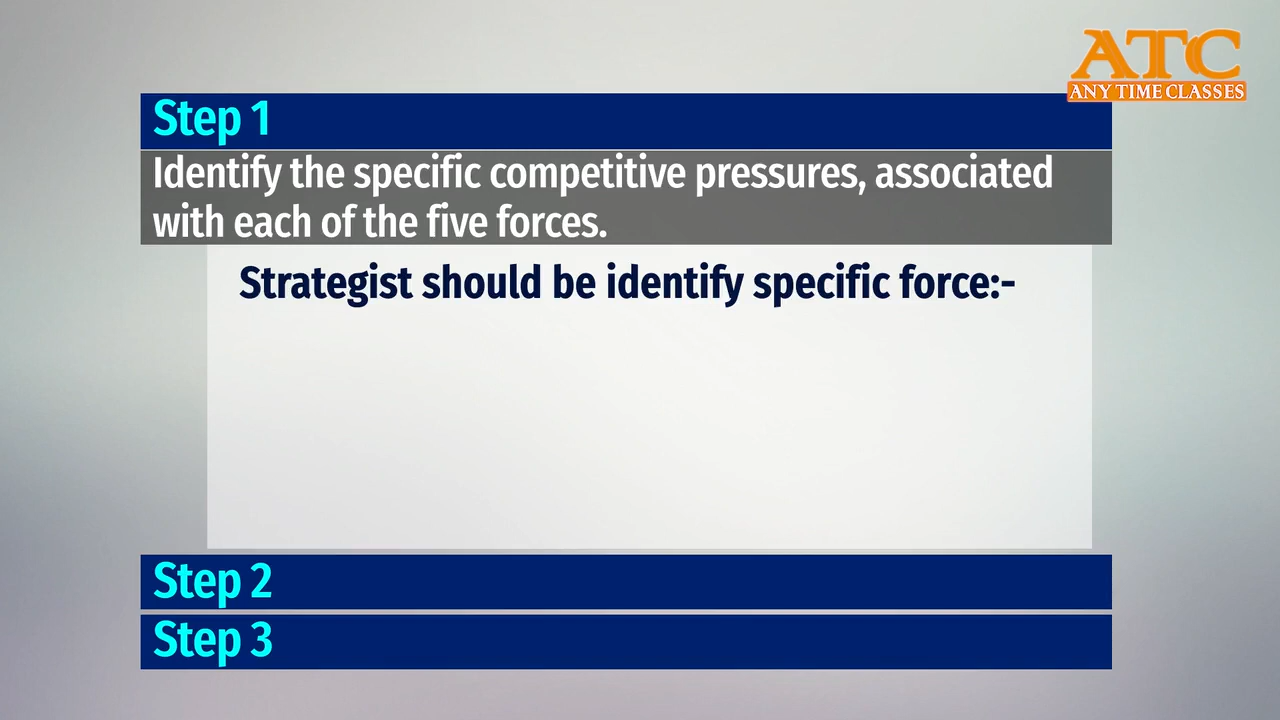 ATC
ANY TIME CLASSES
Step 1
Identify the specific competitive pressures, associated
with each of the five forces.
Strategist should be identify specific force:-
Step 2
Step 3